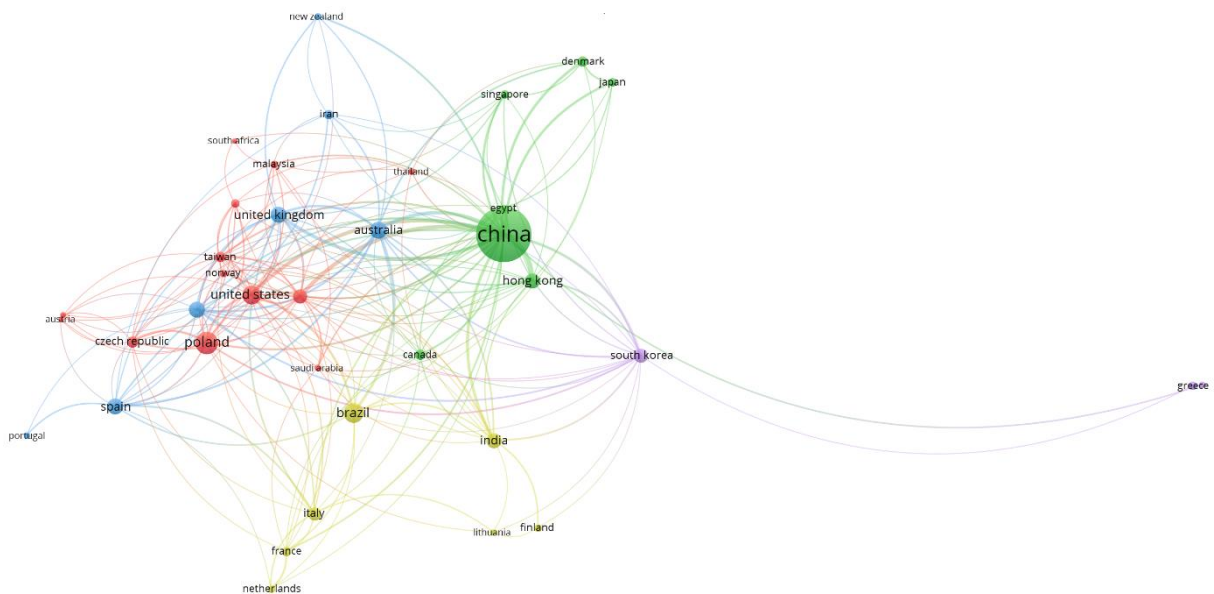 new zealand
denmark
japan
singapore
iran
south africa
malaysia
thailand
egypt
united kingdom
australia
china
taiwan
norway
hong kong
united states
austria
czech republic
poland
canada
south korea
saudi arabia
greece
spain
brazil
portugal
india
italy
lithuania
finland
france
netherlands